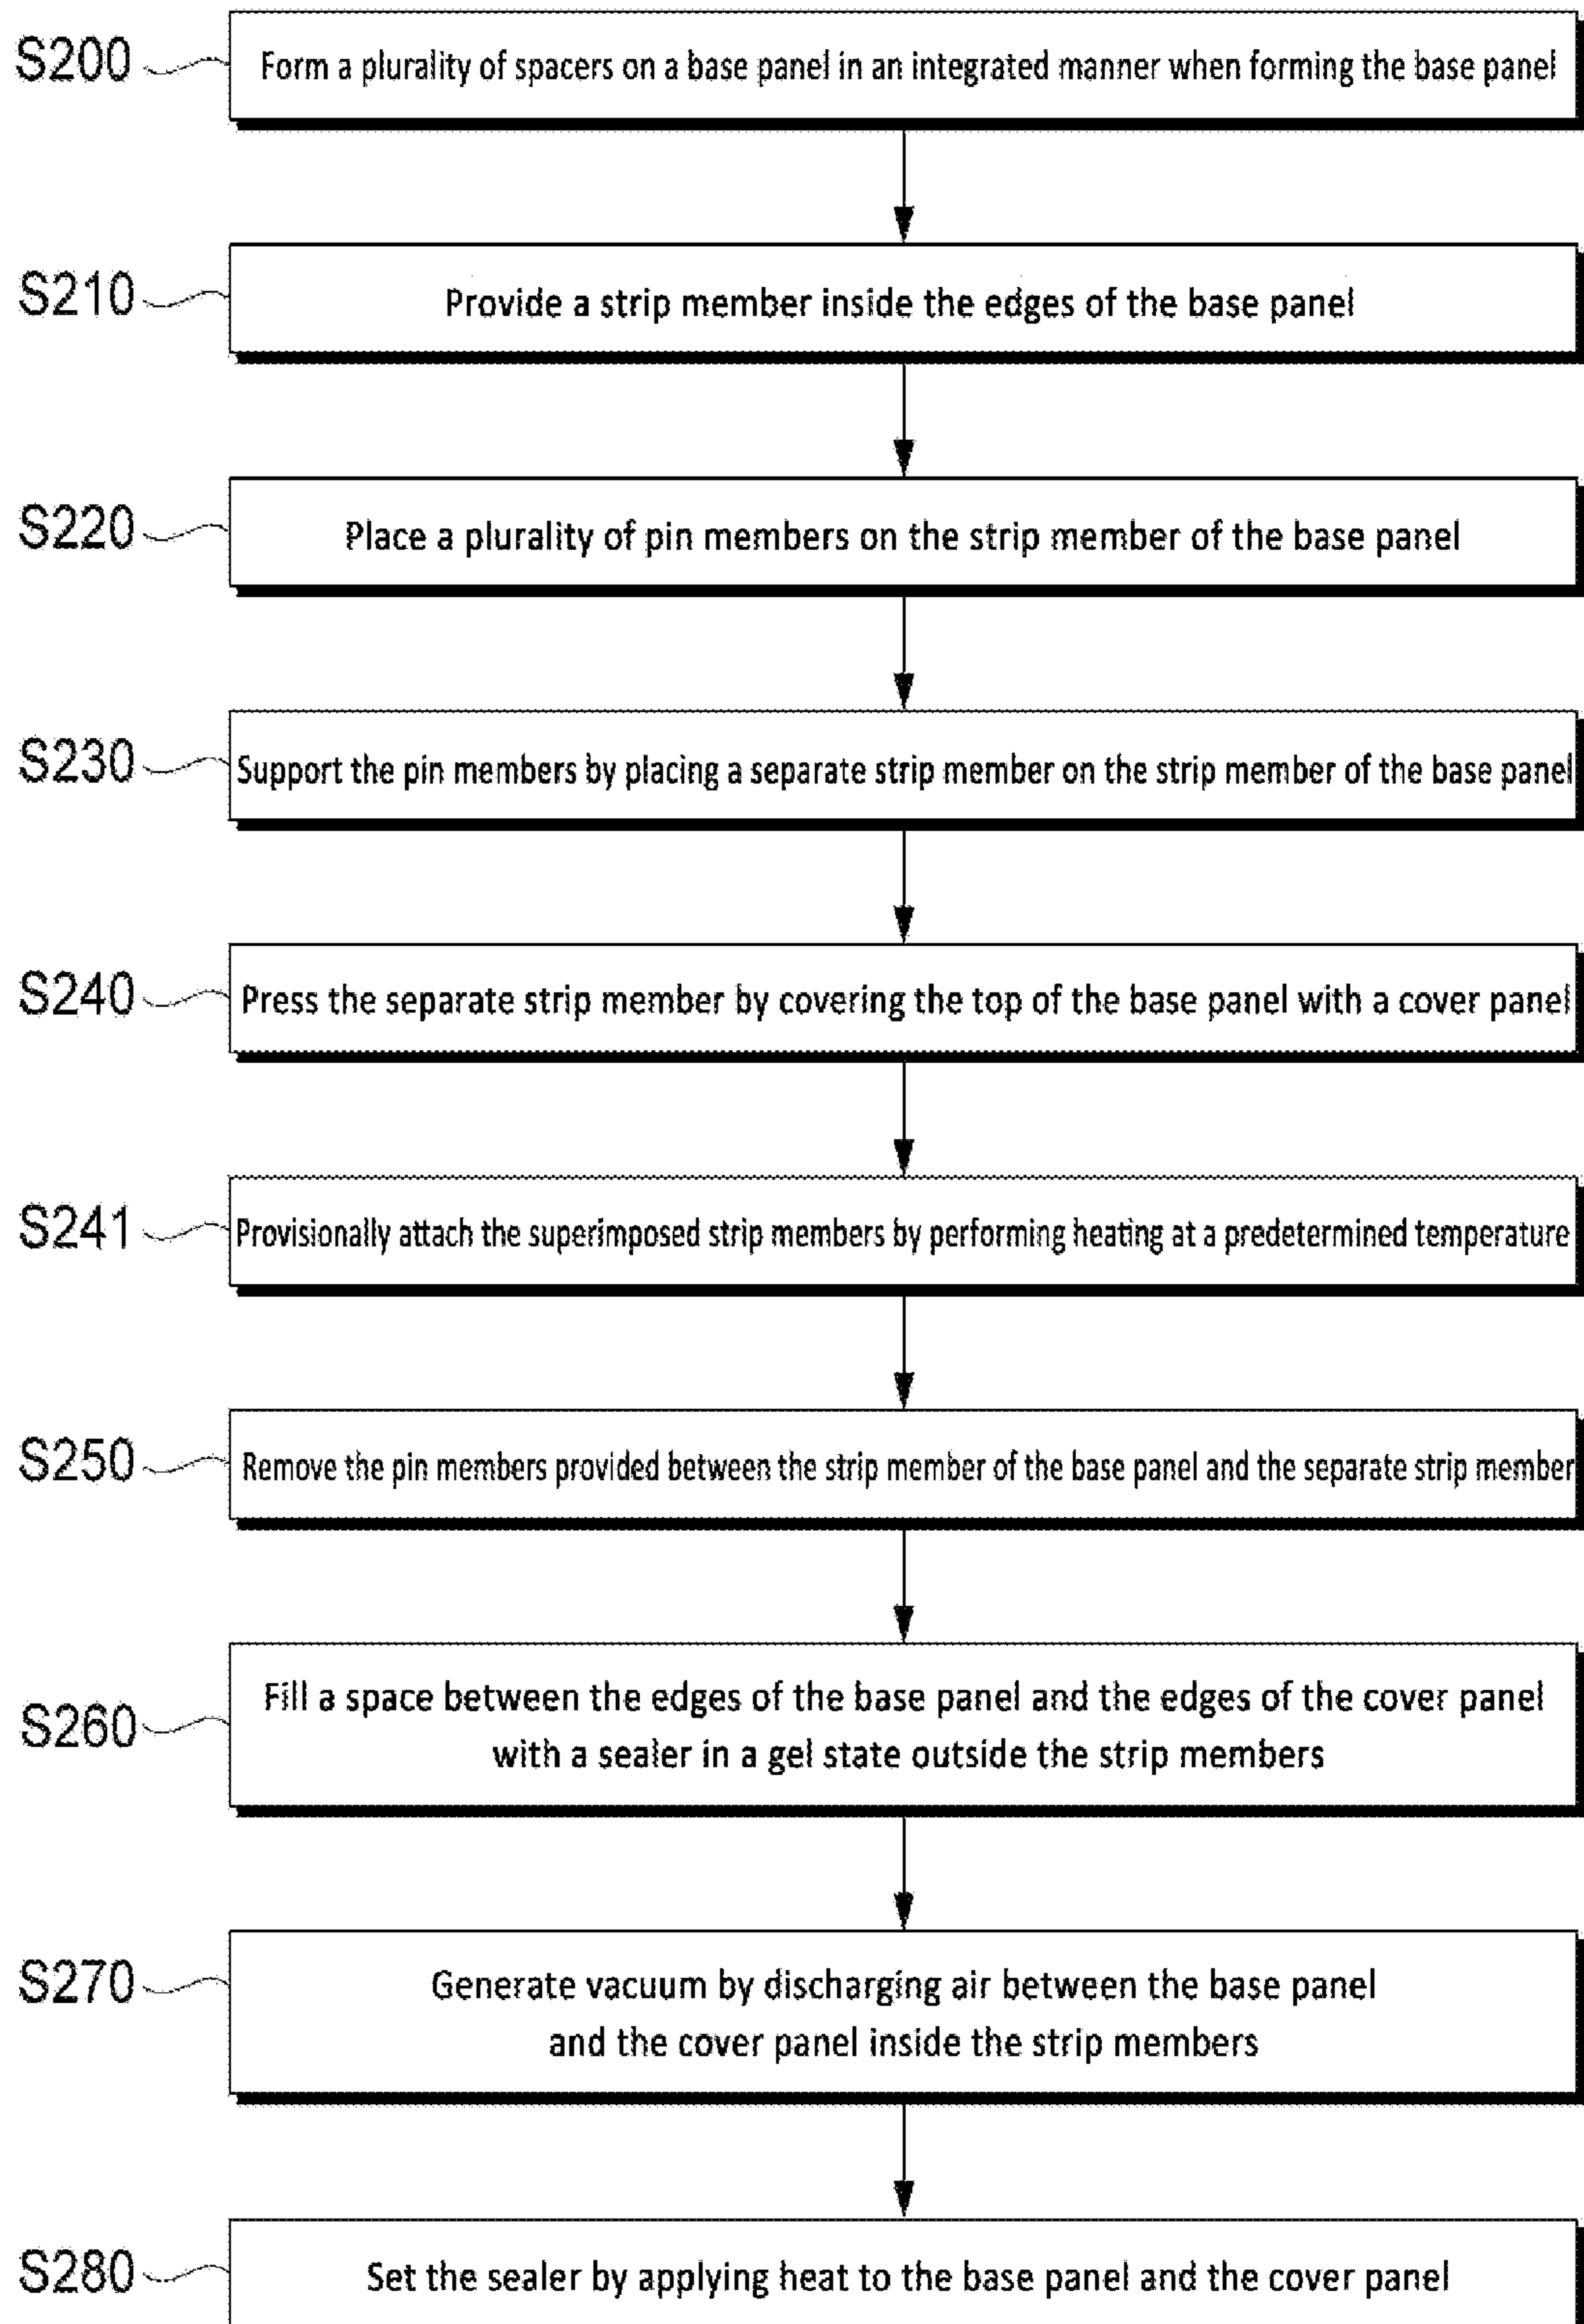 S200
Form a plurality of spacers on a base panel in an integrated manner when forming the base panel
S210
Provide a strip member inside the edges of the base panel
S220
Place a plurality of pin members on the strip member of the base panel
S230
Support the pin members by placing a separate strip member on the strip member of the base panel
S240
Press the separate strip member by covering the top of the base panel with a cover panel
S241
Provisionally attach the superimposed strip members by performing heating at a predetermined temperature
S250
Remove the pin members provided between the strip member of the base panel and the separate strip member
S260
Fill a space between the edges of the base panel and the edges of the cover panel
with a sealer in a gel state outside the strip members
S270
Generate vacuum by discharging air between the base panel
and the cover panel inside the strip members
S280
Set the sealer by applying heat to the base panel and the cover panel